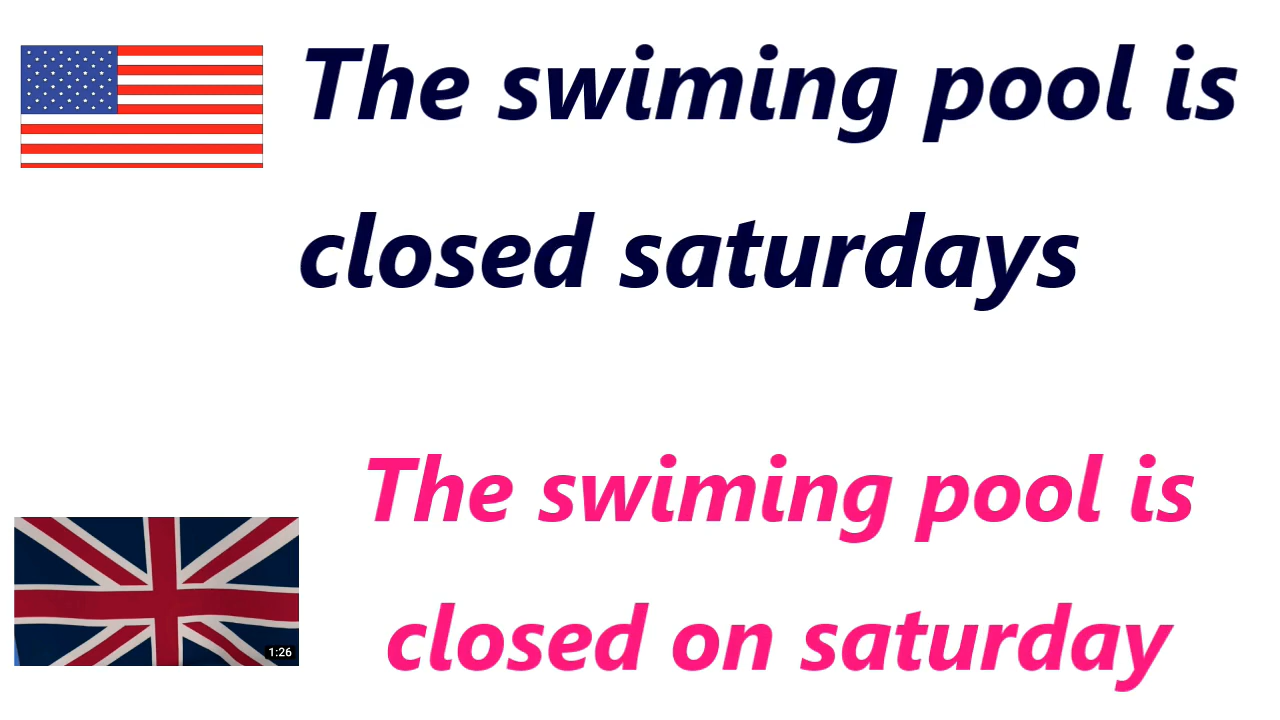 The swiming pool is
closed saturdays
The swiming pool is
closed on saturday
1:26